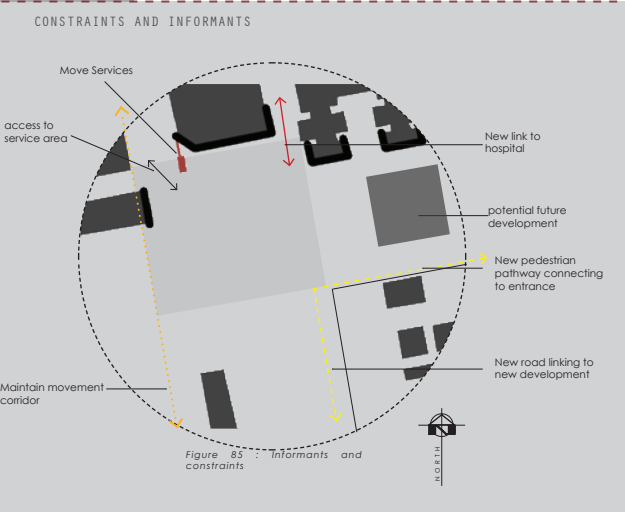 CONSTRAINTS AND INFORMANTS
Move Services
access to
service area
New link to
hospital
potential future
development
New pedestrian
pathway connecting
to entrance
New road linking to
new development
Maintain movement
corridor
Figure 85 : Informants and
constraints
NORTH